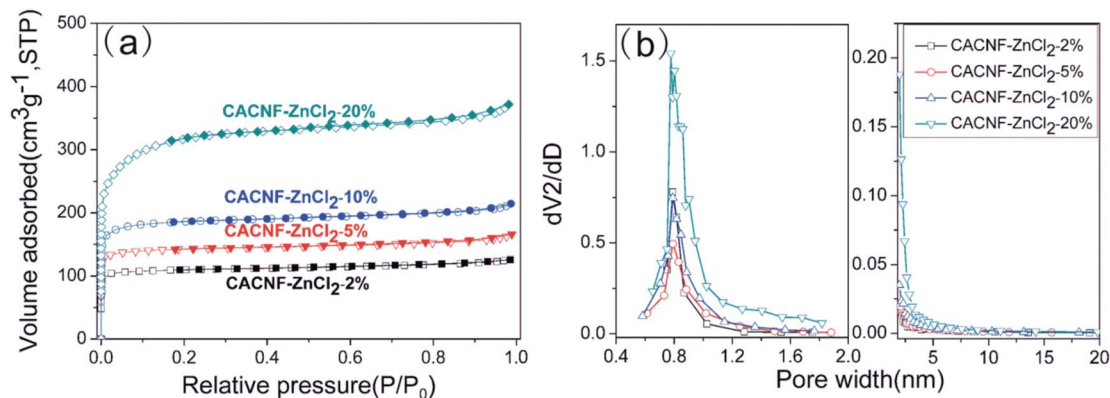 (a)
Volume adsorbed(cm³g⁻¹,STP)
500
400
300
200
100
0
CACNF-ZnCl₂-20%
CACNF-ZnCl₂-10%
CACNF-ZnCl₂-5%
CACNF-ZnCl₂-2%
0.0 0.2 0.4 0.6 0.8 1.0
Relative pressure(P/P₀)
(b)
dV2/dD
1.5
1.0
0.5
0.0
0.4 0.8 1.2 1.6 2.0
0.20
0.15
0.10
0.05
0.00
CACNF-ZnCl₂-2%
CACNF-ZnCl₂-5%
CACNF-ZnCl₂-10%
CACNF-ZnCl₂-20%
5 10 15 20
Pore width(nm)